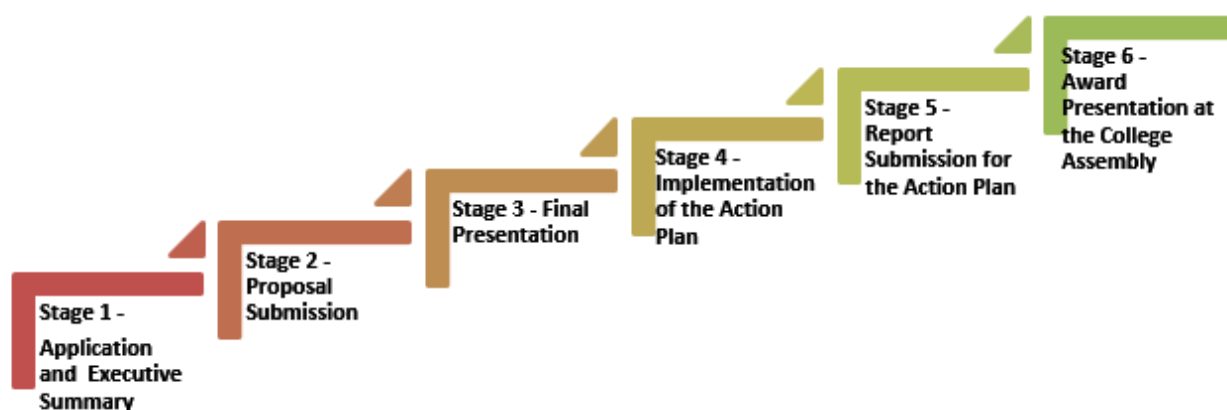 Stage 1 -
Application
and Executive
Summary
Stage 2 -
Proposal
Submission
Stage 3 - Final
Presentation
Stage 4 -
Implementation
of the Action
Plan
Stage 5 -
Report
Submission for
the Action Plan
Stage 6 -
Award
Presentation at
the College
Assembly